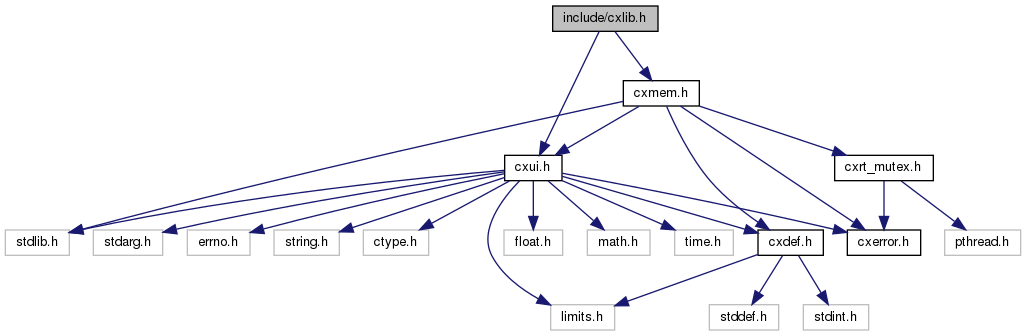 include/cxlib.h
cxmem.h
cxui.h
cxrt_mutex.h
stdlib.h
stdarg.h
errno.h
string.h
ctype.h
float.h
math.h
time.h
cxdef.h
cxerror.h
pthread.h
limits.h
stddef.h
stdint.h